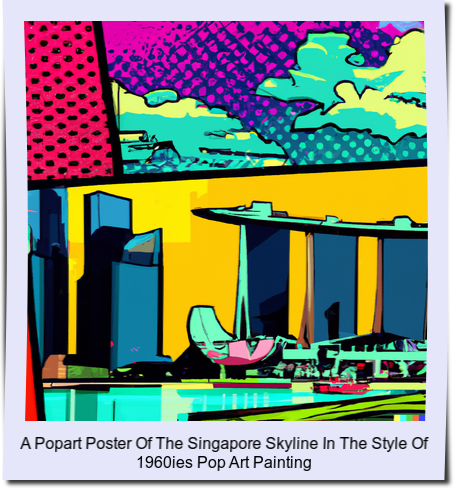 A Popart Poster Of The Singapore Skyline In The Style Of
1960ies Pop Art Painting